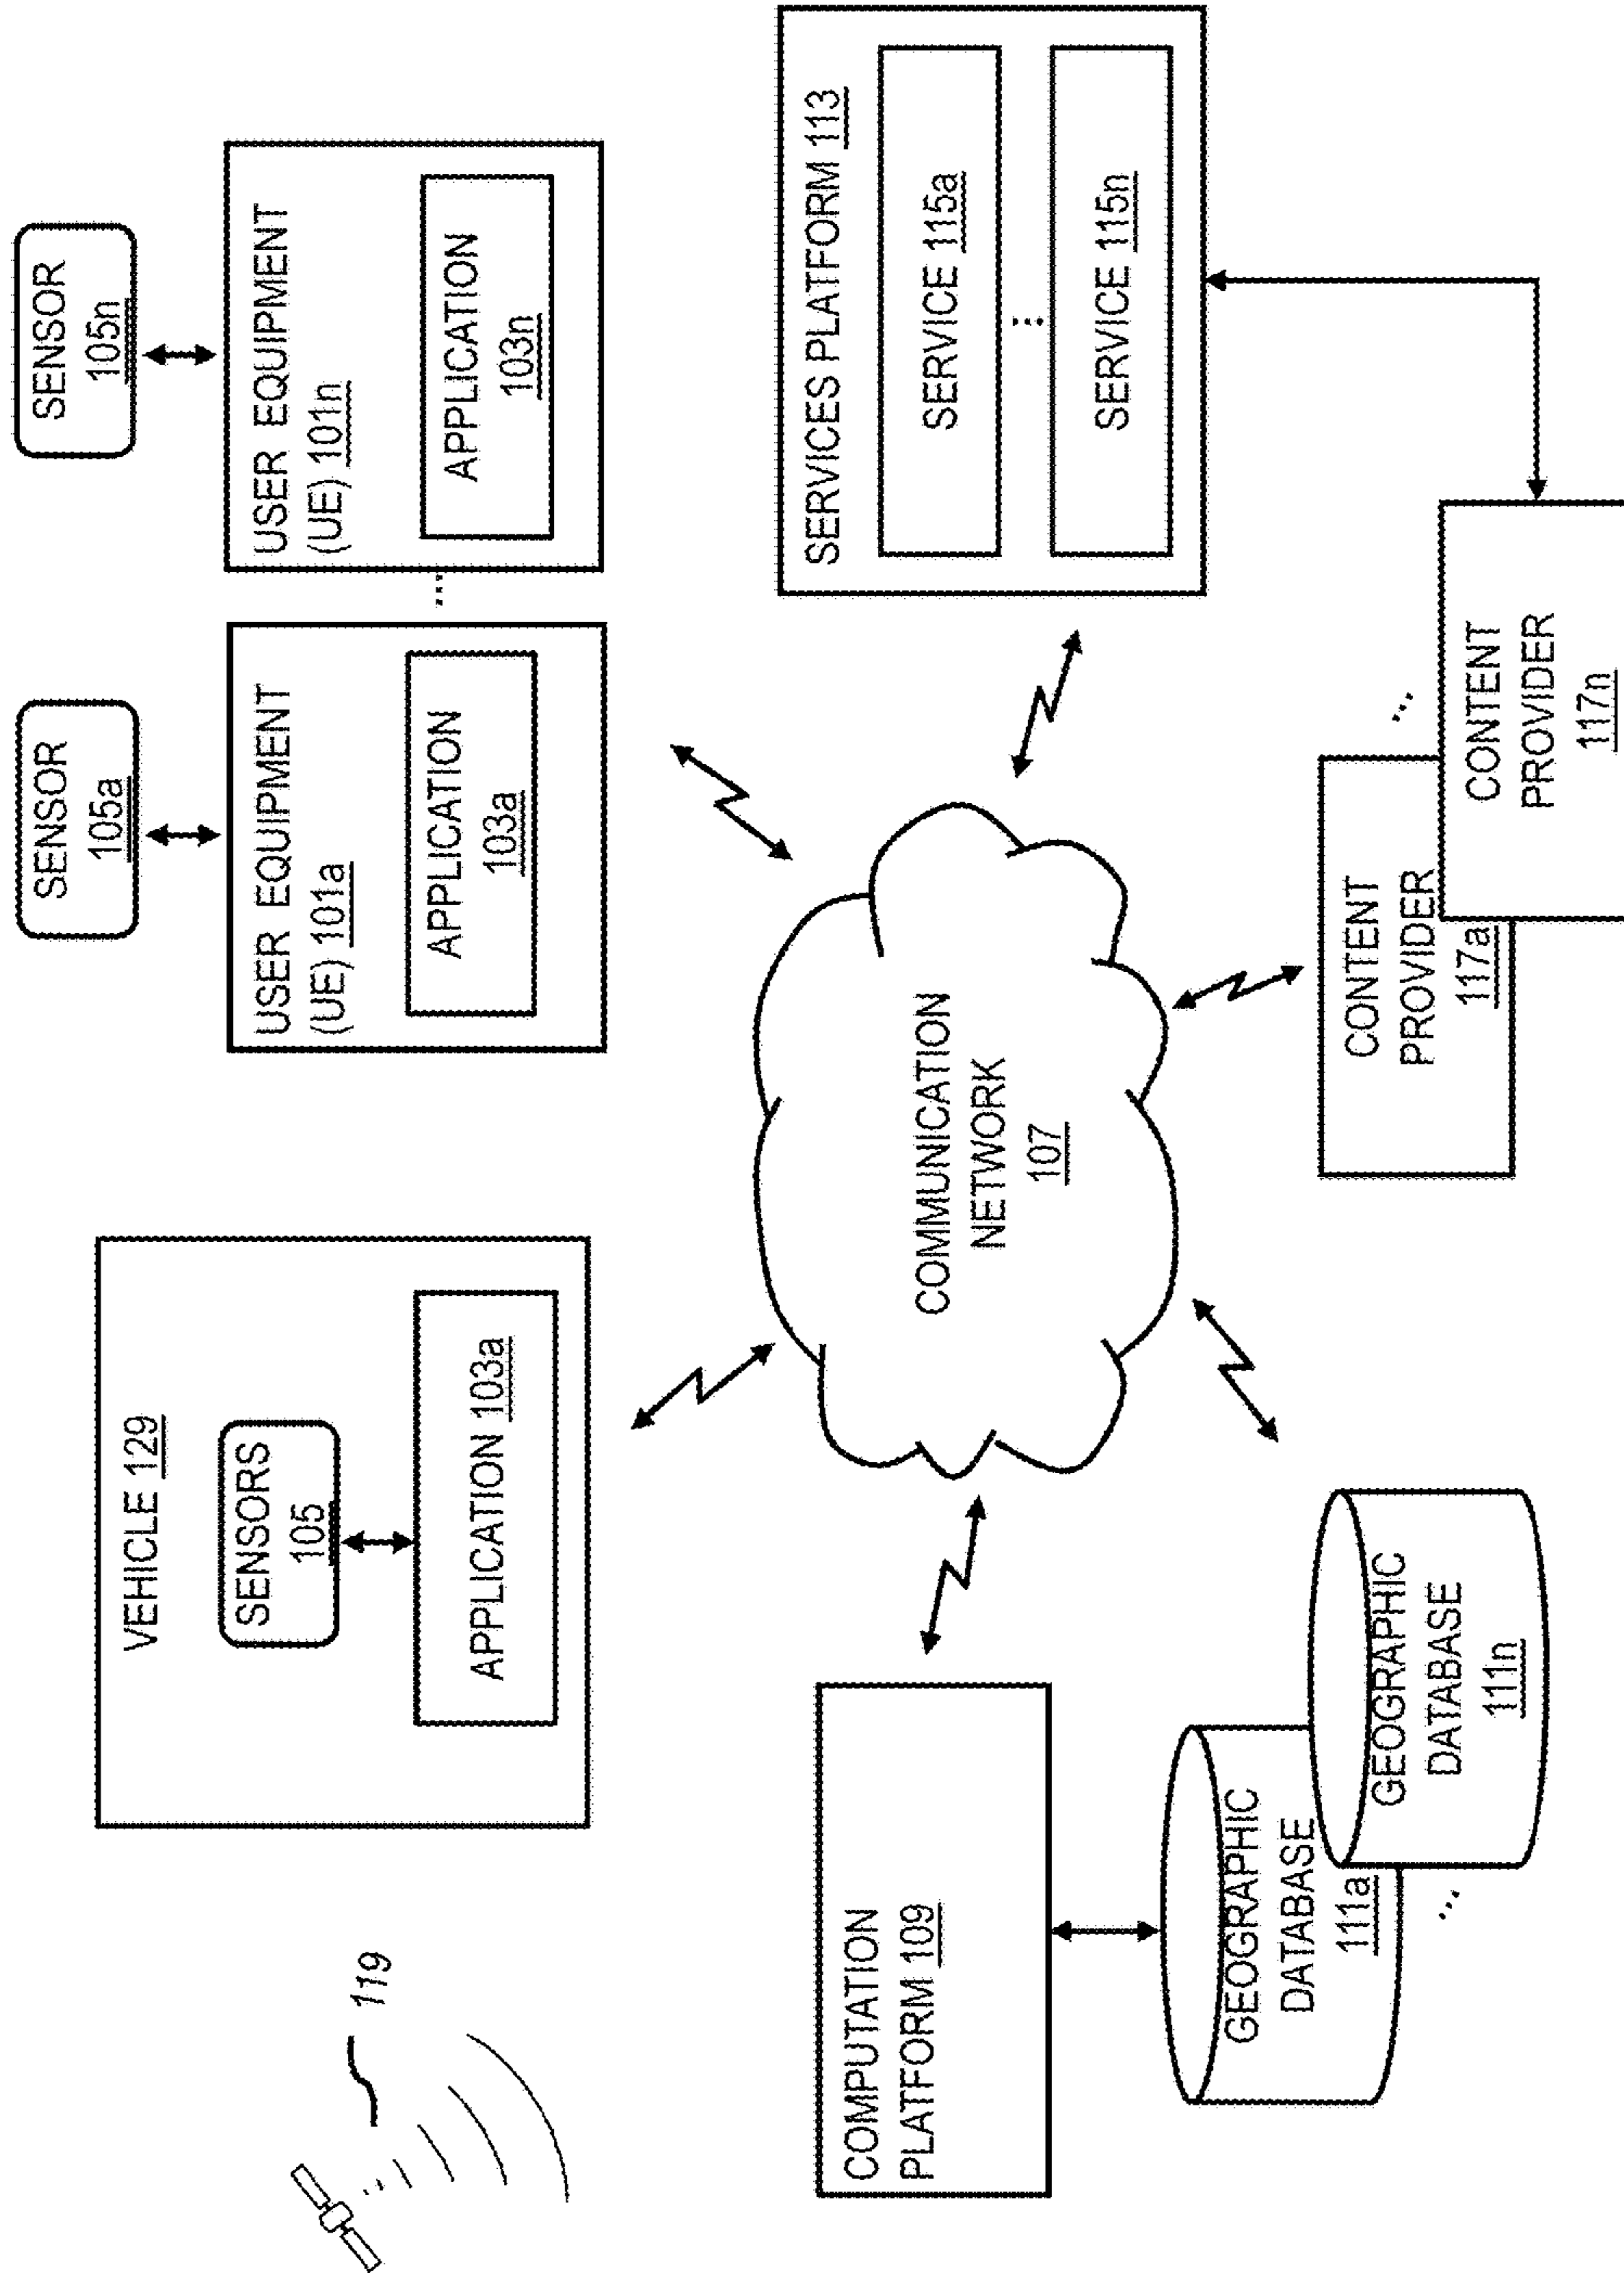 119
VEHICLE 129
SENSORS
105
APPLICATION 103a
SENSOR
105a
USER EQUIPMENT
(UE) 101a
APPLICATION
103a
...
SENSOR
105n
USER EQUIPMENT
(UE) 101n
APPLICATION
103n
COMPUTATION
PLATFORM 109
GEOGRAPHIC
DATABASE
111a
...
GEOGRAPHIC
DATABASE
111n
COMMUNICATION
NETWORK
107
SERVICES PLATFORM 113
SERVICE 115a
...
SERVICE 115n
CONTENT
PROVIDER
117a
...
CONTENT
PROVIDER
117n